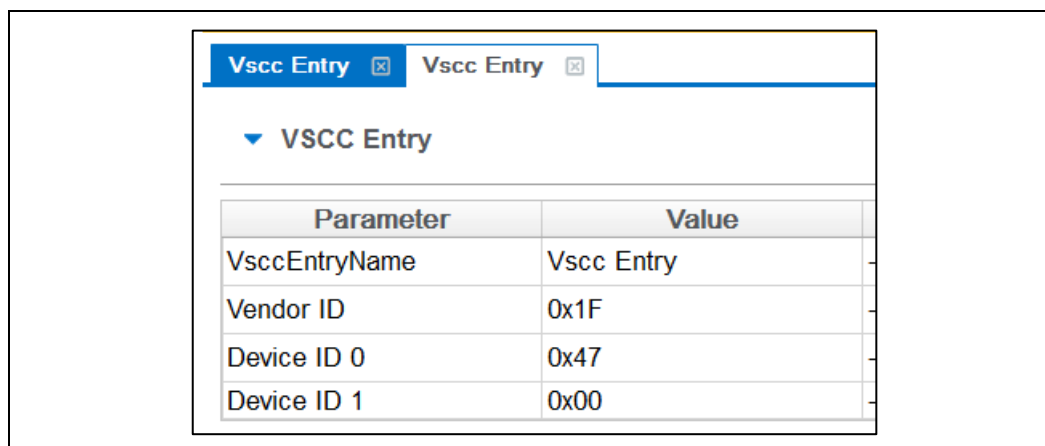 Vscc Entry Vscc Entry
VSCC Entry
Parameter Value
VsccEntryName Vscc Entry
Vendor ID 0x1F
Device ID 0 0x47
Device ID 1 0x00